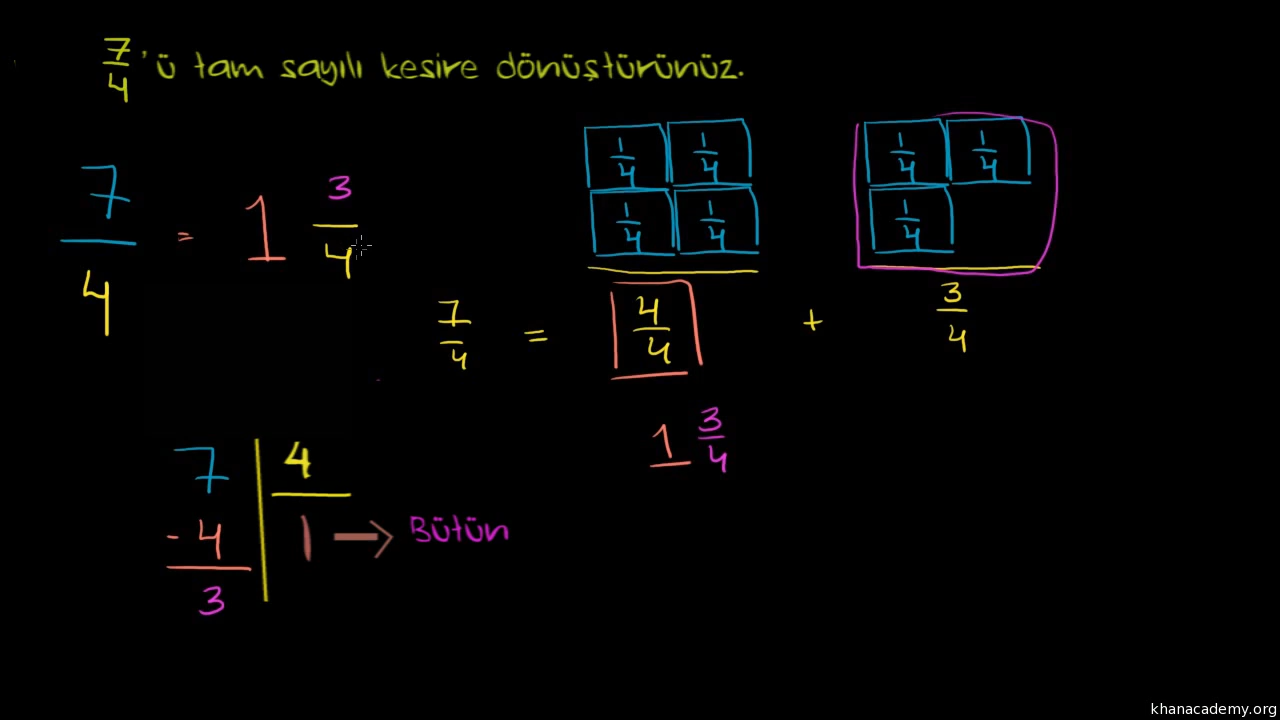 7/4'ü tam sayılı kesire dönüştürünüz.
7/4 = 1 3/4
1/4 1/4
1/4 1/4
1/4 1/4
1/4
7/4 = 4/4 + 3/4
1 3/4
7 4
- 4 1 → Bütün
3
khanacademy.org